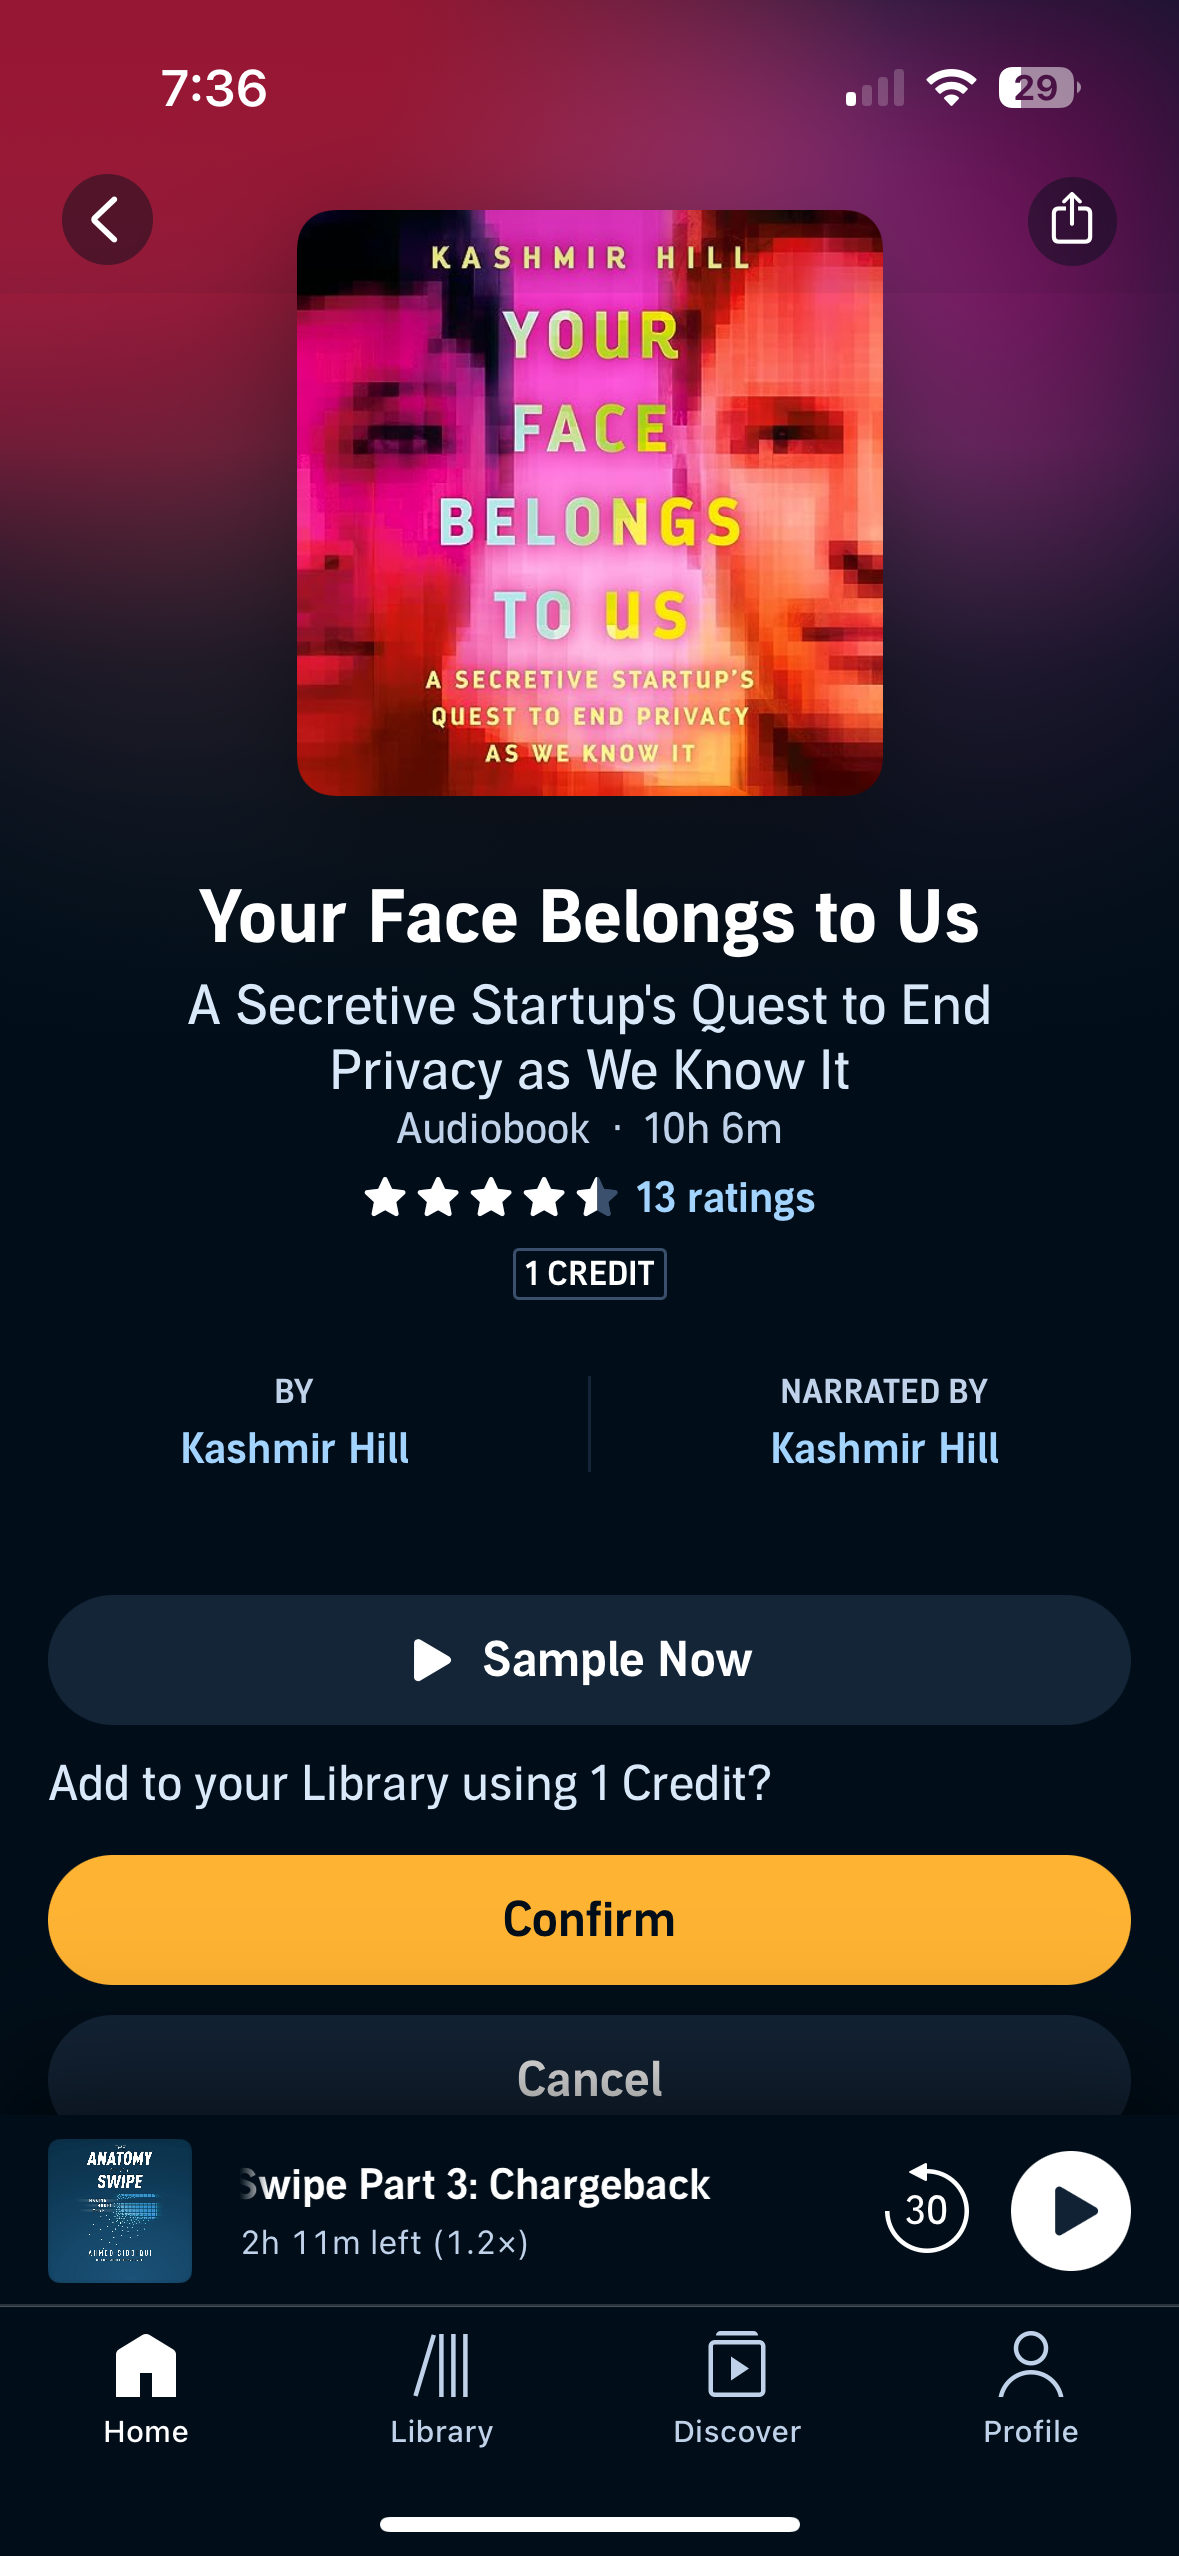 7:36
29
KASHMIR HILL
YOUR
FACE
BELONGS
TO US
A SECRETIVE STARTUP'S
QUEST TO END PRIVACY
AS WE KNOW IT
Your Face Belongs to Us
A Secretive Startup's Quest to End
Privacy as We Know It
Audiobook · 10h 6m
13 ratings
1 CREDIT
BY
Kashmir Hill
NARRATED BY
Kashmir Hill
Sample Now
Add to your Library using 1 Credit?
Confirm
Cancel
ANATOMY
SWIPE
Swipe Part 3: Chargeback
2h 11m left (1.2×)
30
Home
Library
Discover
Profile